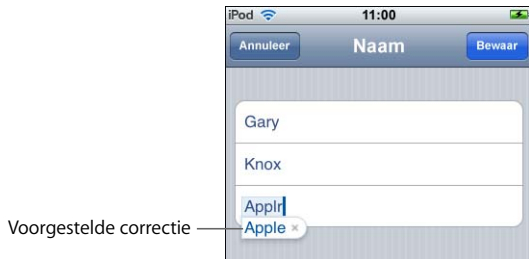 iPod 11:00
Annuleer Naam Bewaar
Gary
Knox
Applr
Voorgestelde correctie Apple ×